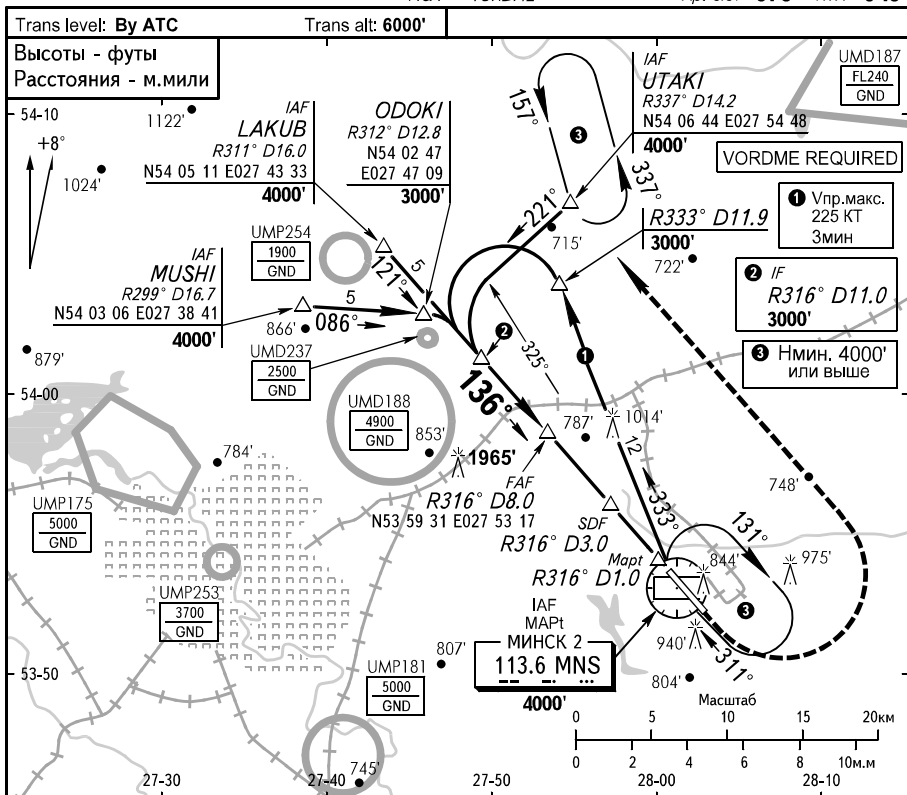 Trans level: By ATC
Trans alt: 6000'
Высоты - футы
Расстояния - м.мили
UMD187
FL240
GND
IAF
UTAKI
R337° D14.2
N54 06 44 E027 54 48
4000'
IAF
LAKUB
R311° D16.0
N54 05 11 E027 43 33
4000'
ODOKI
R312° D12.8
N54 02 47
E027 47 09
3000'
54-10
1122'
+8°
1024'
157°
3
337°
VORDME REQUIRED
221°
715'
R333° D11.9
3000'
722'
1 Vпр.макс.
225 КТ
3мин
2 IF
R316° D11.0
3000'
3 Нмин. 4000'
или выше
UMP254
1900
GND
5
121°
IAF
MUSHI
R299° D16.7
N54 03 06 E027 38 41
4000'
5
086°
866'
879'
UMD237
2500
GND
2
325°
1
136°
54-00
UMD188
4900
GND
853'
787'
1014'
1965'
784'
12
748'
FAF
R316° D8.0
N53 59 31 E027 53 17
UMP175
5000
GND
SDF
R316° D3.0
333°
131°
Mapt
R316° D1.0
844'
975'
UMP253
3700
GND
IAF
MAPt
МИНСК 2
113.6 MNS
4000'
3
940'
311°
807'
804'
53-50
UMP181
5000
GND
745'
Масштаб
0 5 10 15 20км
0 2 4 6 8 10м.м
27-30
27-40
27-50
28-00
28-10